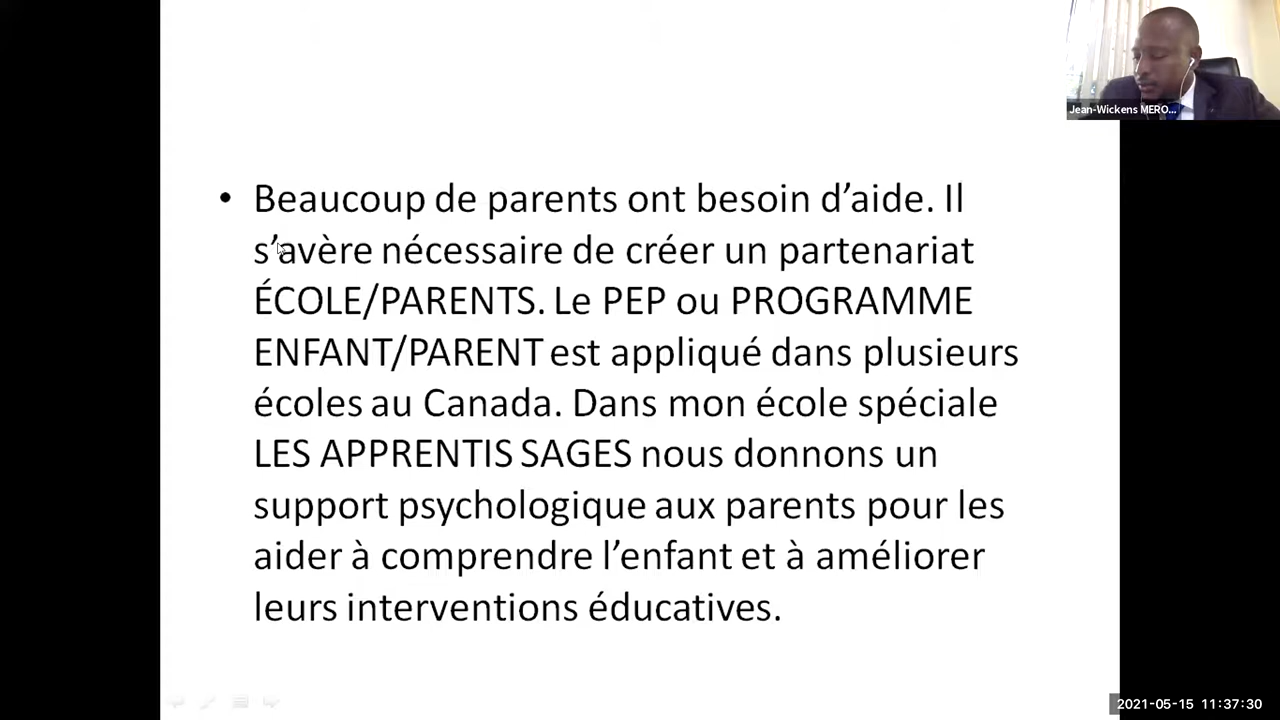 Jean-Wickens MERO...
• Beaucoup de parents ont besoin d’aide. Il
s’avère nécessaire de créer un partenariat
ÉCOLE/PARENTS. Le PEP ou PROGRAMME
ENFANT/PARENT est appliqué dans plusieurs
écoles au Canada. Dans mon école spéciale
LES APPRENTIS SAGES nous donnons un
support psychologique aux parents pour les
aider à comprendre l’enfant et à améliorer
leurs interventions éducatives.
2021-05-15 11:37:30